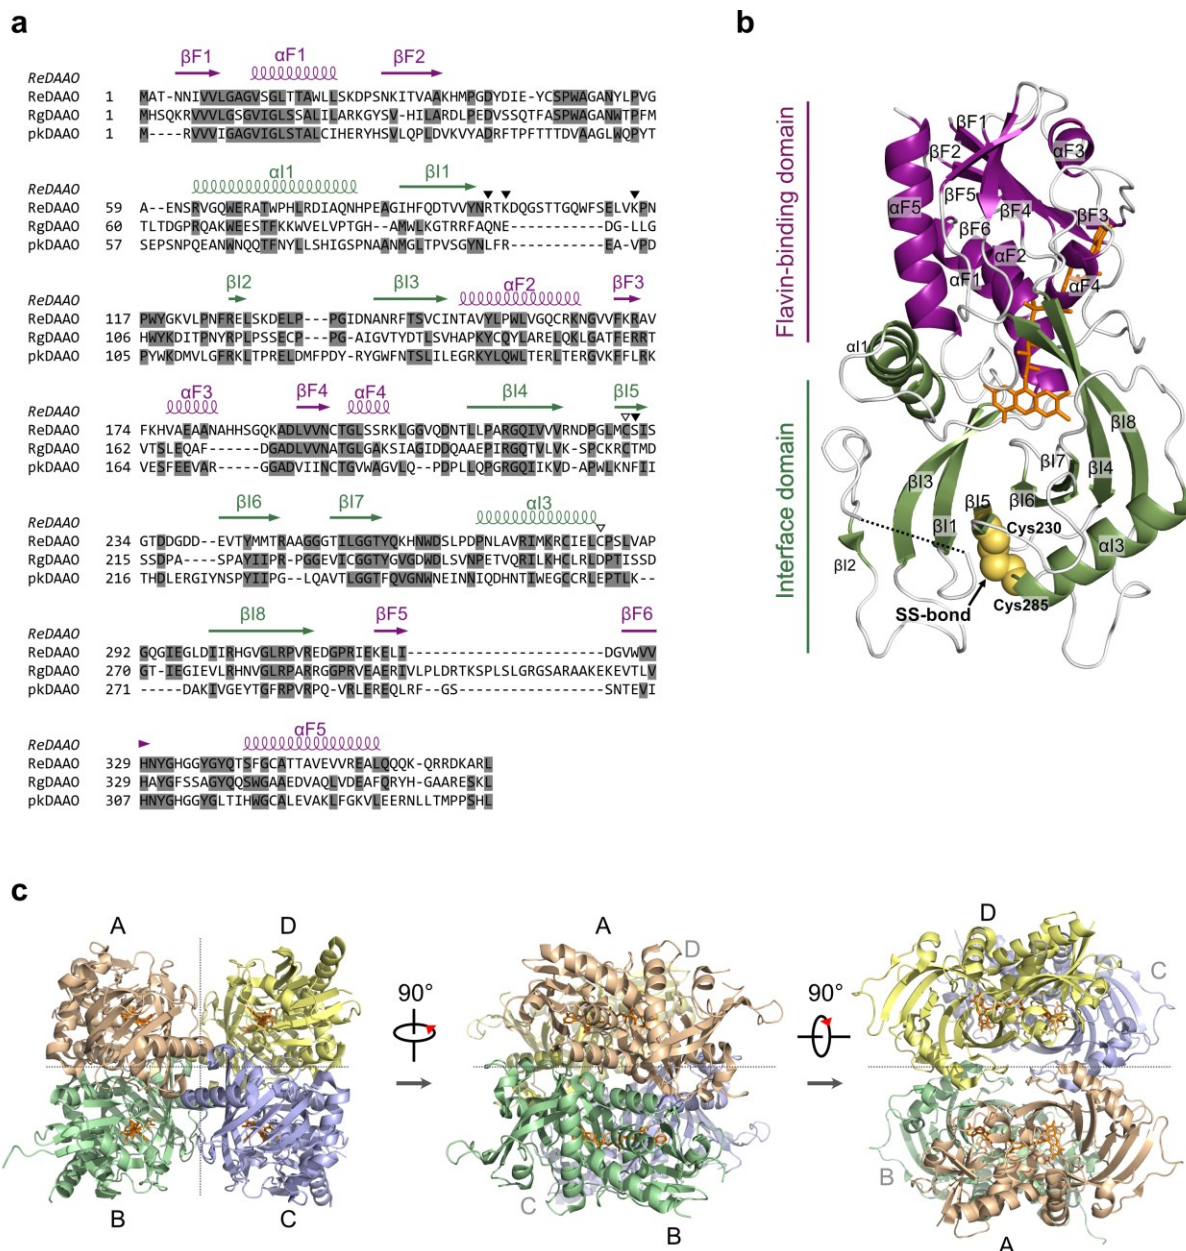 a
βF1 αF1 βF2
ReDAAO
ReDAAO 1 MAT-NNIVVLGAGVSGLTTAWLLSKDPSNKITVAAKHMPGDYDIE-YCSPWAGANYLPVG
RgDAAO 1 MHSQKRVVVLGSGVIGLSSALILARKGYSV-HILARDLPEDVSSQTFASPWAGANWTPFM
pkDAAO 1 M----RVVVIGAGVIGLSTALCIHERYHSVLQPLDVKVYADRFTPFTTTDVAAGLWQPYT
αI1 βI1
ReDAAO
ReDAAO 59 A--ENSRVGQWERATWPHLRDIAQNHPEAGIHFQDTVVYNRTKDQGSTTGQWFSELVKPN
RgDAAO 60 TLTDGPRQAKWEESTFKKWVELVPTGH--AMWLKGTRRFAQNE-----------DG-LLG
pkDAAO 57 SEPSNPQEANWNQQTFNYLLSHIGSPNAANMGLTPVSGYNLFR-----------EA-VPD
βI2 βI3 αF2 βF3
ReDAAO
ReDAAO 117 PWYGKVLPNFRELSKDELP---PGIDNANRFTSVCINTAVYLPWLVGQCRKNGVVFKRAV
RgDAAO 106 HWYKDITPNYRPLPSSECP---PG-AIGVTYDTLSVHAPKYCQYLARELQKLGATFERRT
pkDAAO 105 PYWKDMVLGFRKLTPRELDMFPDY-RYGWFNTSLILEGRKYLQWLTERLTERGVKFFLRK
αF3 βF4 αF4 βI4 βI5
ReDAAO
ReDAAO 174 FKHVAEAANAHHSGQKADLVVNCTGLSSRKLGGVQDNTLLPARGQIVVVRNDPGLMCSIS
RgDAAO 162 VTSLEQAF------DGADLVVNATGLGAKSIAGIDDQAAEPIRGQTVLVK-SPCKRCTMD
pkDAAO 164 VESFEEVAR-----GGADVIINCTGVWAGVLQ--PDPLLQPGRGQIIKVD-APWLKNFII
βI6 βI7 αI3
ReDAAO
ReDAAO 234 GTDDGDD--EVTYMMTRAAGGGTILGGTYQKHNWDSLPDPNLAVRIMKRCIELCPSLVAP
RgDAAO 215 SSDPA---SPAYIIPRP-GGEVICGGTYGVGDWDLSVNPETVQRILKHCLRLDPTISSD
pkDAAO 216 THDLERGIYNSPYIIPG--LQAVTLGGTFQVGNWNEINNIQDHNTIWEGCCRLEPTLK--
βI8 βF5 βF6
ReDAAO
ReDAAO 292 GQGIEGLDIIRHGVGLRPVREDGPRIEKELI-----------------------DGVWVV
RgDAAO 270 GT-IEGIEVLRHNVGLRPARRGGPRVEAERIVLPLDRTKSPLSLGRGSARAAKEKEVTLV
pkDAAO 271 -----DAKIVGEYTGFRPVRPQ-VRLEREQLRF--GS----------------SNTEVI
αF5
ReDAAO
ReDAAO 329 HNYGHGGYGYQTSFGCATTAVEVVREALQQQK-QRRDKARL
RgDAAO 329 HAYGFSSAGYQQSWGAAEDVAQLVDEAFQRYH-GAARESKL
pkDAAO 307 HNYGHGGYGLTIHWGCALEVAKLFGKVLEERNLLTMPPSHL
b
Flavin-binding domain
Interface domain
βF1
βF2
αF3
βF5
αF5
βF4
βF3
βF6
αF2
αF1
αF4
αI1
βI8
βI7
βI4
βI3
βI5
βI6
βI1
Cys230
αI3
βI2
Cys285
SS-bond
c
A D
B C
90°
A
D
C
B
90°
D
C
B
A